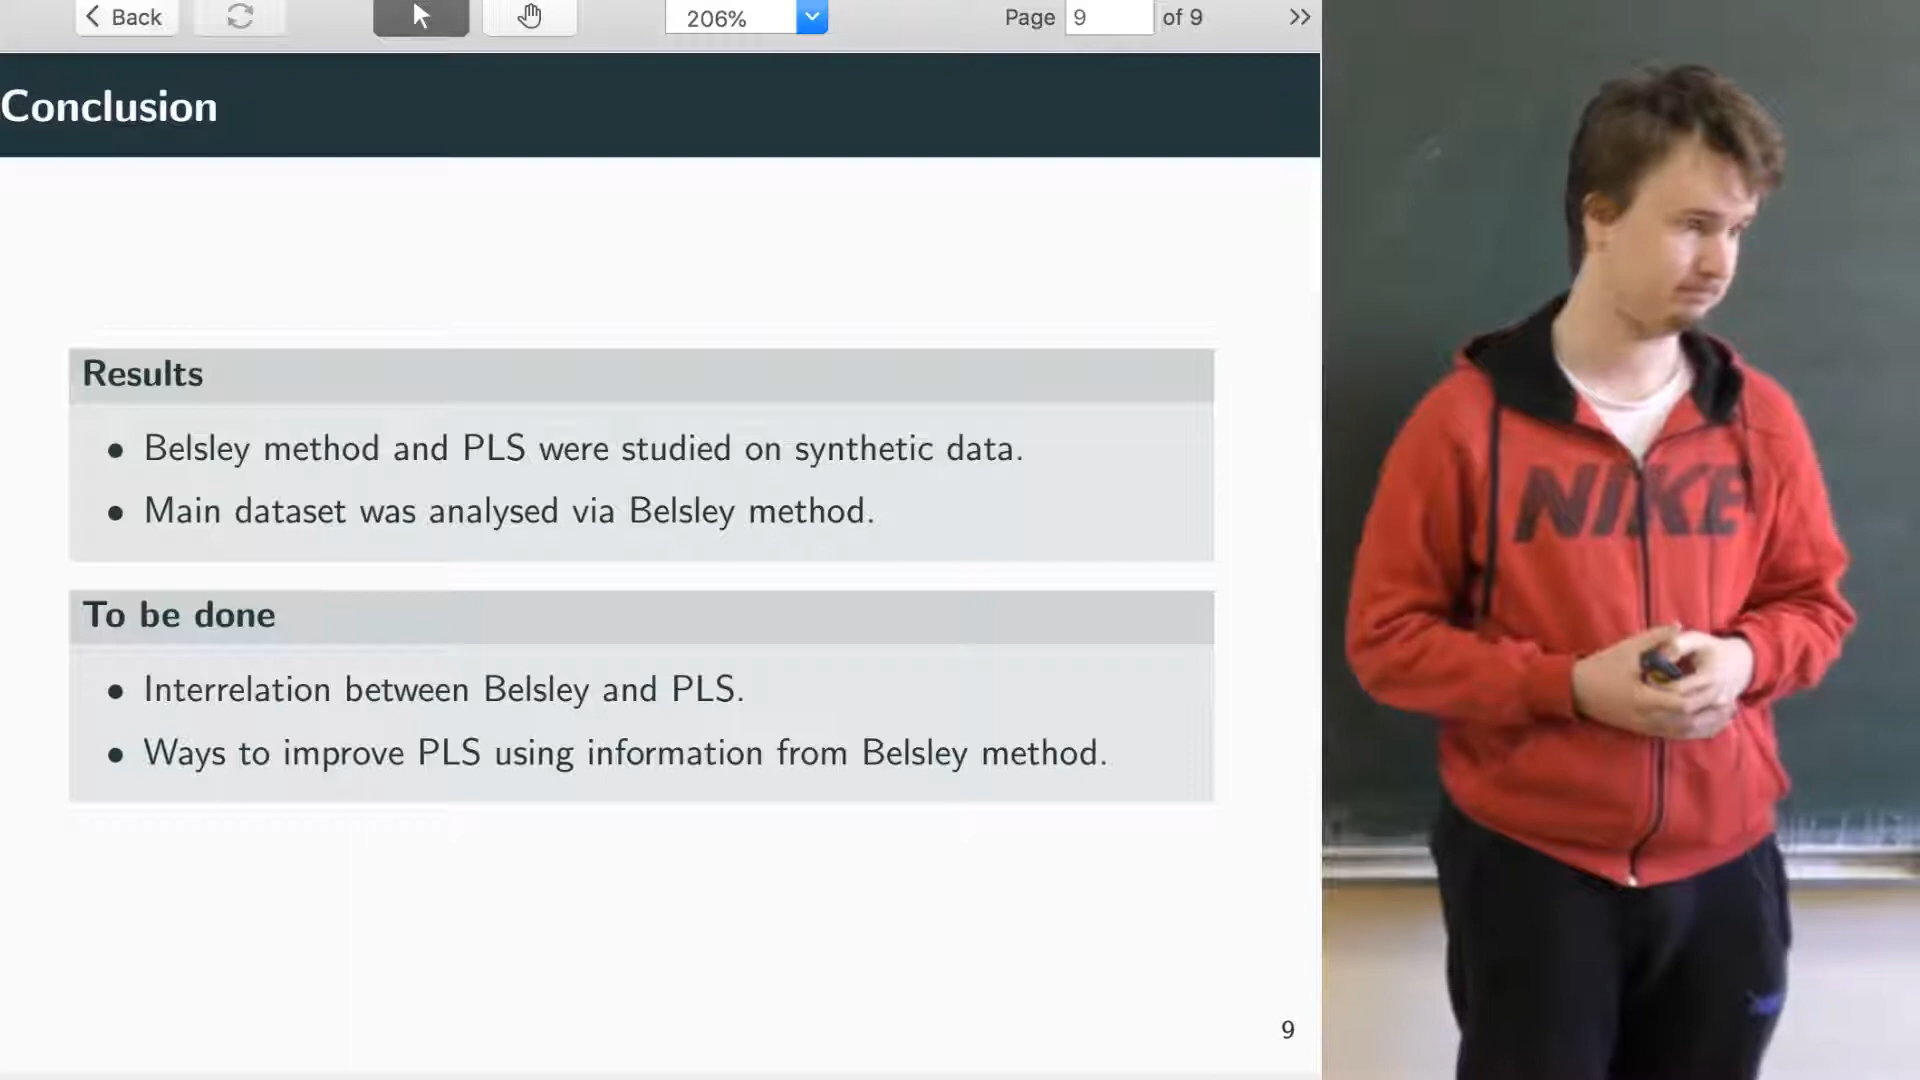 Back
206%
Page 9 of 9
Conclusion
Results
• Belsley method and PLS were studied on synthetic data.
• Main dataset was analysed via Belsley method.
To be done
• Interrelation between Belsley and PLS.
• Ways to improve PLS using information from Belsley method.
9
NIKE